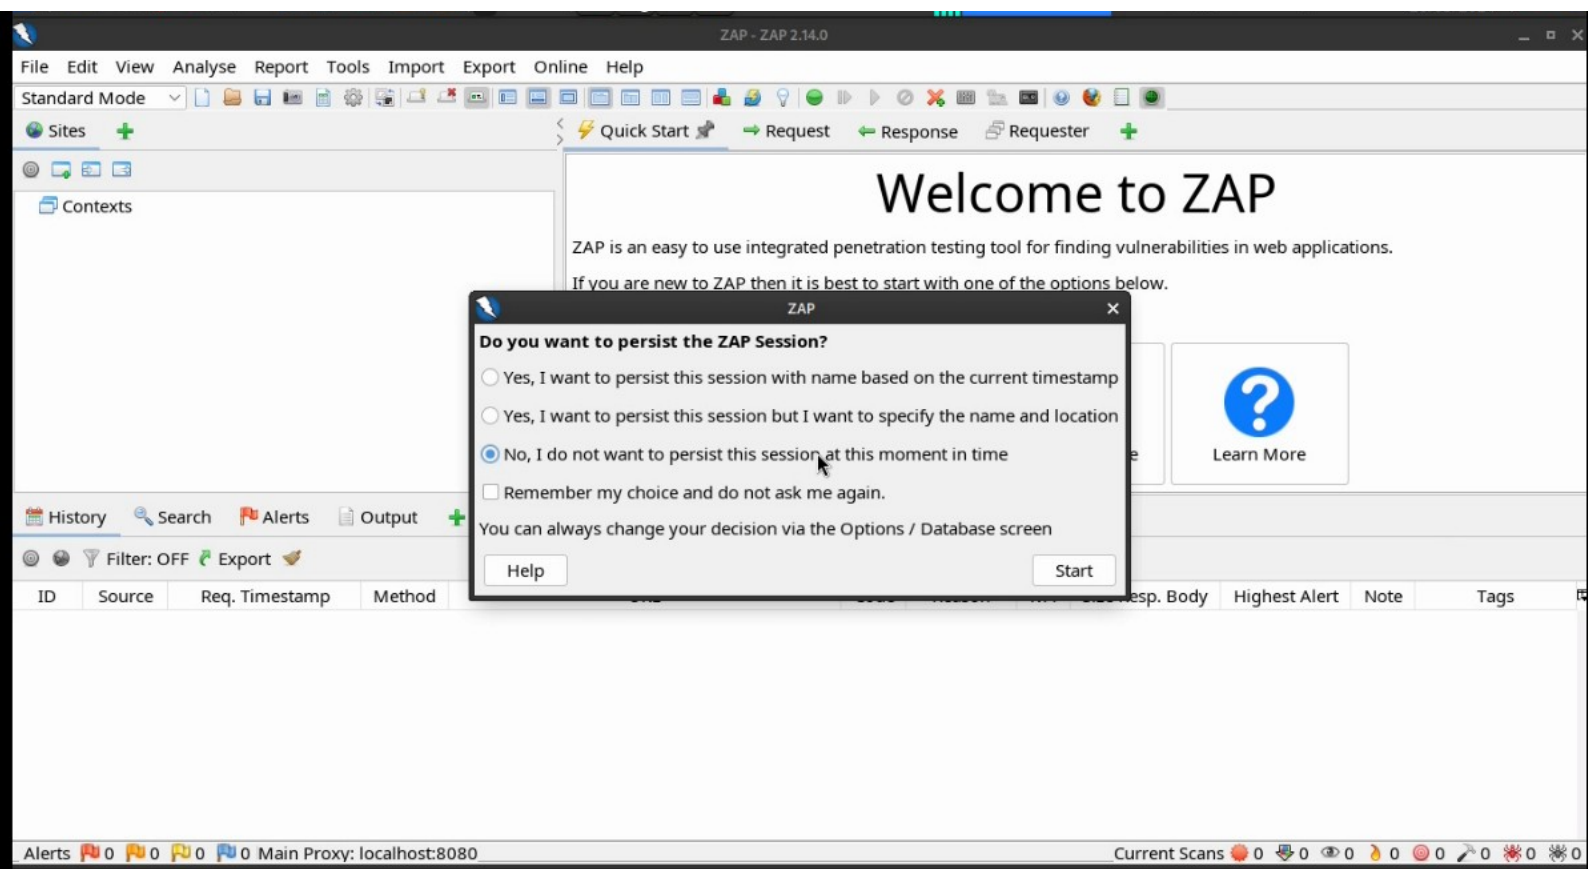 ZAP - ZAP 2.14.0
File Edit View Analyse Report Tools Import Export Online Help
Standard Mode
Sites
Quick Start Request Response Requester
Contexts
Welcome to ZAP
ZAP is an easy to use integrated penetration testing tool for finding vulnerabilities in web applications.
If you are new to ZAP then it is best to start with one of the options below.
ZAP
Do you want to persist the ZAP Session?
Yes, I want to persist this session with name based on the current timestamp
Yes, I want to persist this session but I want to specify the name and location
No, I do not want to persist this session at this moment in time
Remember my choice and do not ask me again.
You can always change your decision via the Options / Database screen
Help Start
e
Learn More
History Search Alerts Output
Filter: OFF Export
ID Source Req. Timestamp Method esp. Body Highest Alert Note Tags
Alerts 0 0 0 0 Main Proxy: localhost:8080 Current Scans 0 0 0 0 0 0 0 0